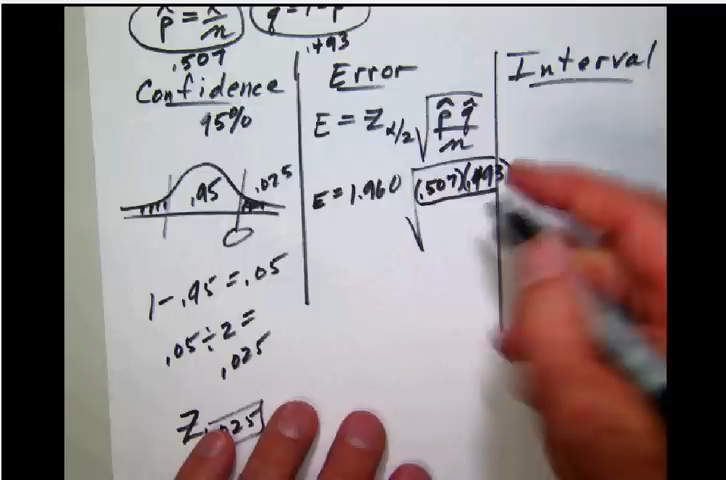 p̂ = x/n
q̂ = 1 - p̂
.507
.493
Confidence
95%
.95
.025
1 - .95 = .05
.05 ÷ 2 =
.025
Z .025
Error
E = Z α/2 √ p̂ q̂ / n
E = 1.960 √ (.507)(.493
Interval